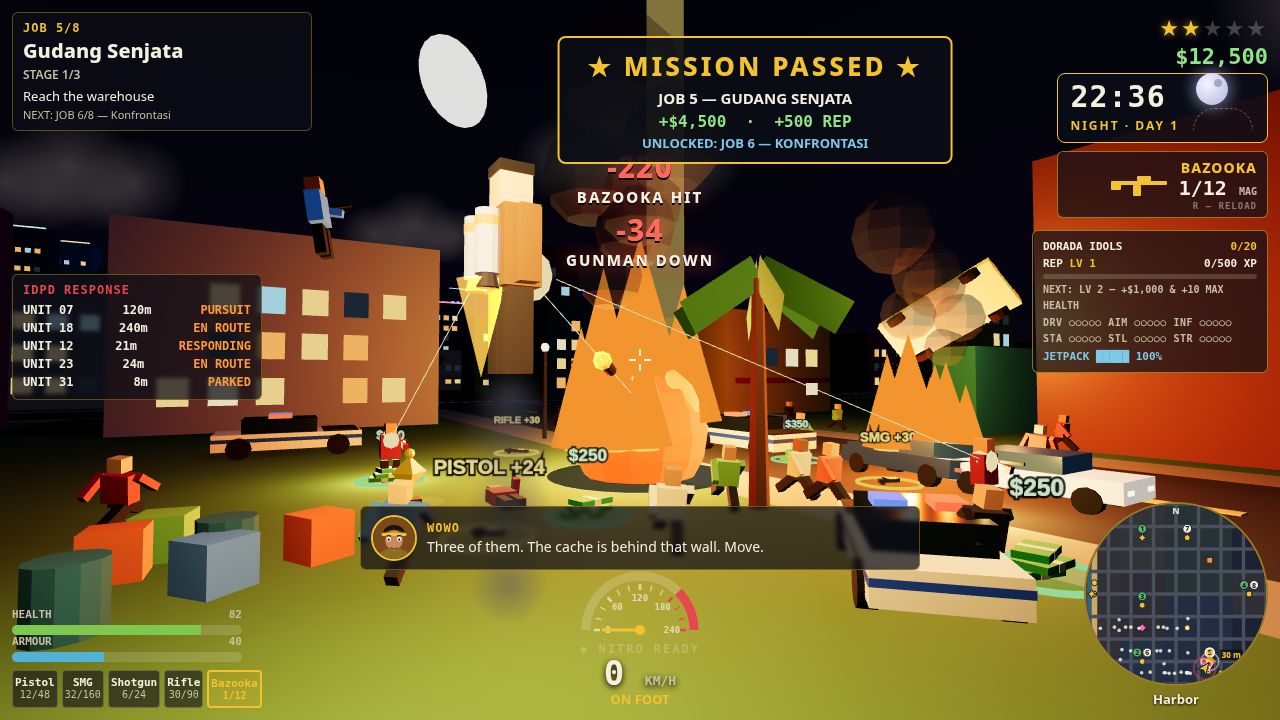 JOB 5/8
Gudang Senjata
STAGE 1/3
Reach the warehouse
NEXT: JOB 6/8 — Konfrontasi
★ MISSION PASSED ★
JOB 5 — GUDANG SENJATA
+$4,500 · +500 REP
UNLOCKED: JOB 6 — KONFRONTASI
-220
BAZOOKA HIT
-34
GUNMAN DOWN
$12,500
22:36
NIGHT · DAY 1
BAZOOKA
1/12 MAG
R — RELOAD
DORADA IDOLS 0/20
REP LV 1 0/500 XP
NEXT: LV 2 — +$1,000 & +10 MAX
HEALTH
DRV ○○○○○ AIM ○○○○○ INF ○○○○○
STA ○○○○○ STL ○○○○○ STR ○○○○○
JETPACK █████ 100%
IDPD RESPONSE
UNIT 07 120m PURSUIT
UNIT 18 240m EN ROUTE
UNIT 12 21m RESPONDING
UNIT 23 24m EN ROUTE
UNIT 31 8m PARKED
RIFLE +30
$350
SMG +30
$250
PISTOL +24
$250
WOWO
Three of them. The cache is behind that wall. Move.
HEALTH 82
ARMOUR 40
Pistol 12/48
SMG 32/160
Shotgun 6/24
Rifle 30/90
Bazooka 1/12
0 60 120 180 240
◆ NITRO READY
0 KM/H
ON FOOT
N
30 m
Harbor